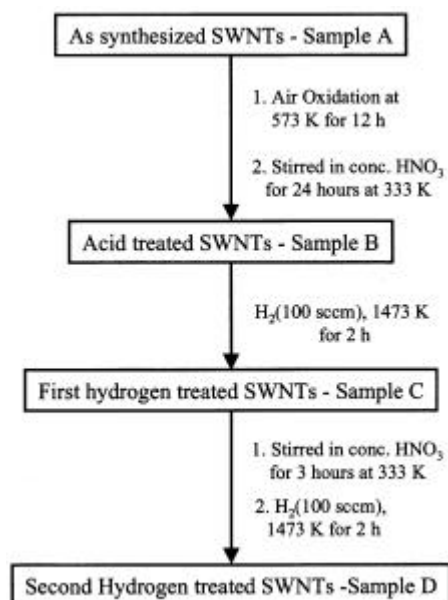 As synthesized SWNTs - Sample A
1. Air Oxidation at
573 K for 12 h
2. Stirred in conc. HNO₃
for 24 hours at 333 K
Acid treated SWNTs - Sample B
H₂(100 sccm), 1473 K
for 2 h
First hydrogen treated SWNTs - Sample C
1. Stirred in conc. HNO₃
for 3 hours at 333 K
2. H₂(100 sccm),
1473 K for 2 h
Second Hydrogen treated SWNTs -Sample D